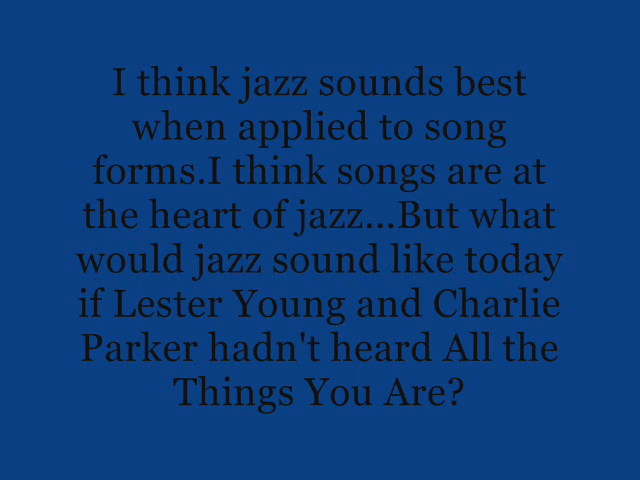 I think jazz sounds best
when applied to song
forms.I think songs are at
the heart of jazz...But what
would jazz sound like today
if Lester Young and Charlie
Parker hadn't heard All the
Things You Are?